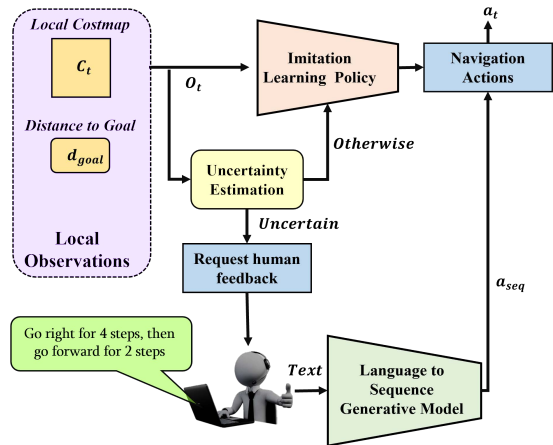 Local Costmap
C_t
Distance to Goal
d_goal
Local
Observations
O_t
Imitation
Learning Policy
a_t
Navigation
Actions
Otherwise
Uncertainty
Estimation
Uncertain
Request human
feedback
a_seq
Go right for 4 steps, then
go forward for 2 steps
Text
Language to
Sequence
Generative Model